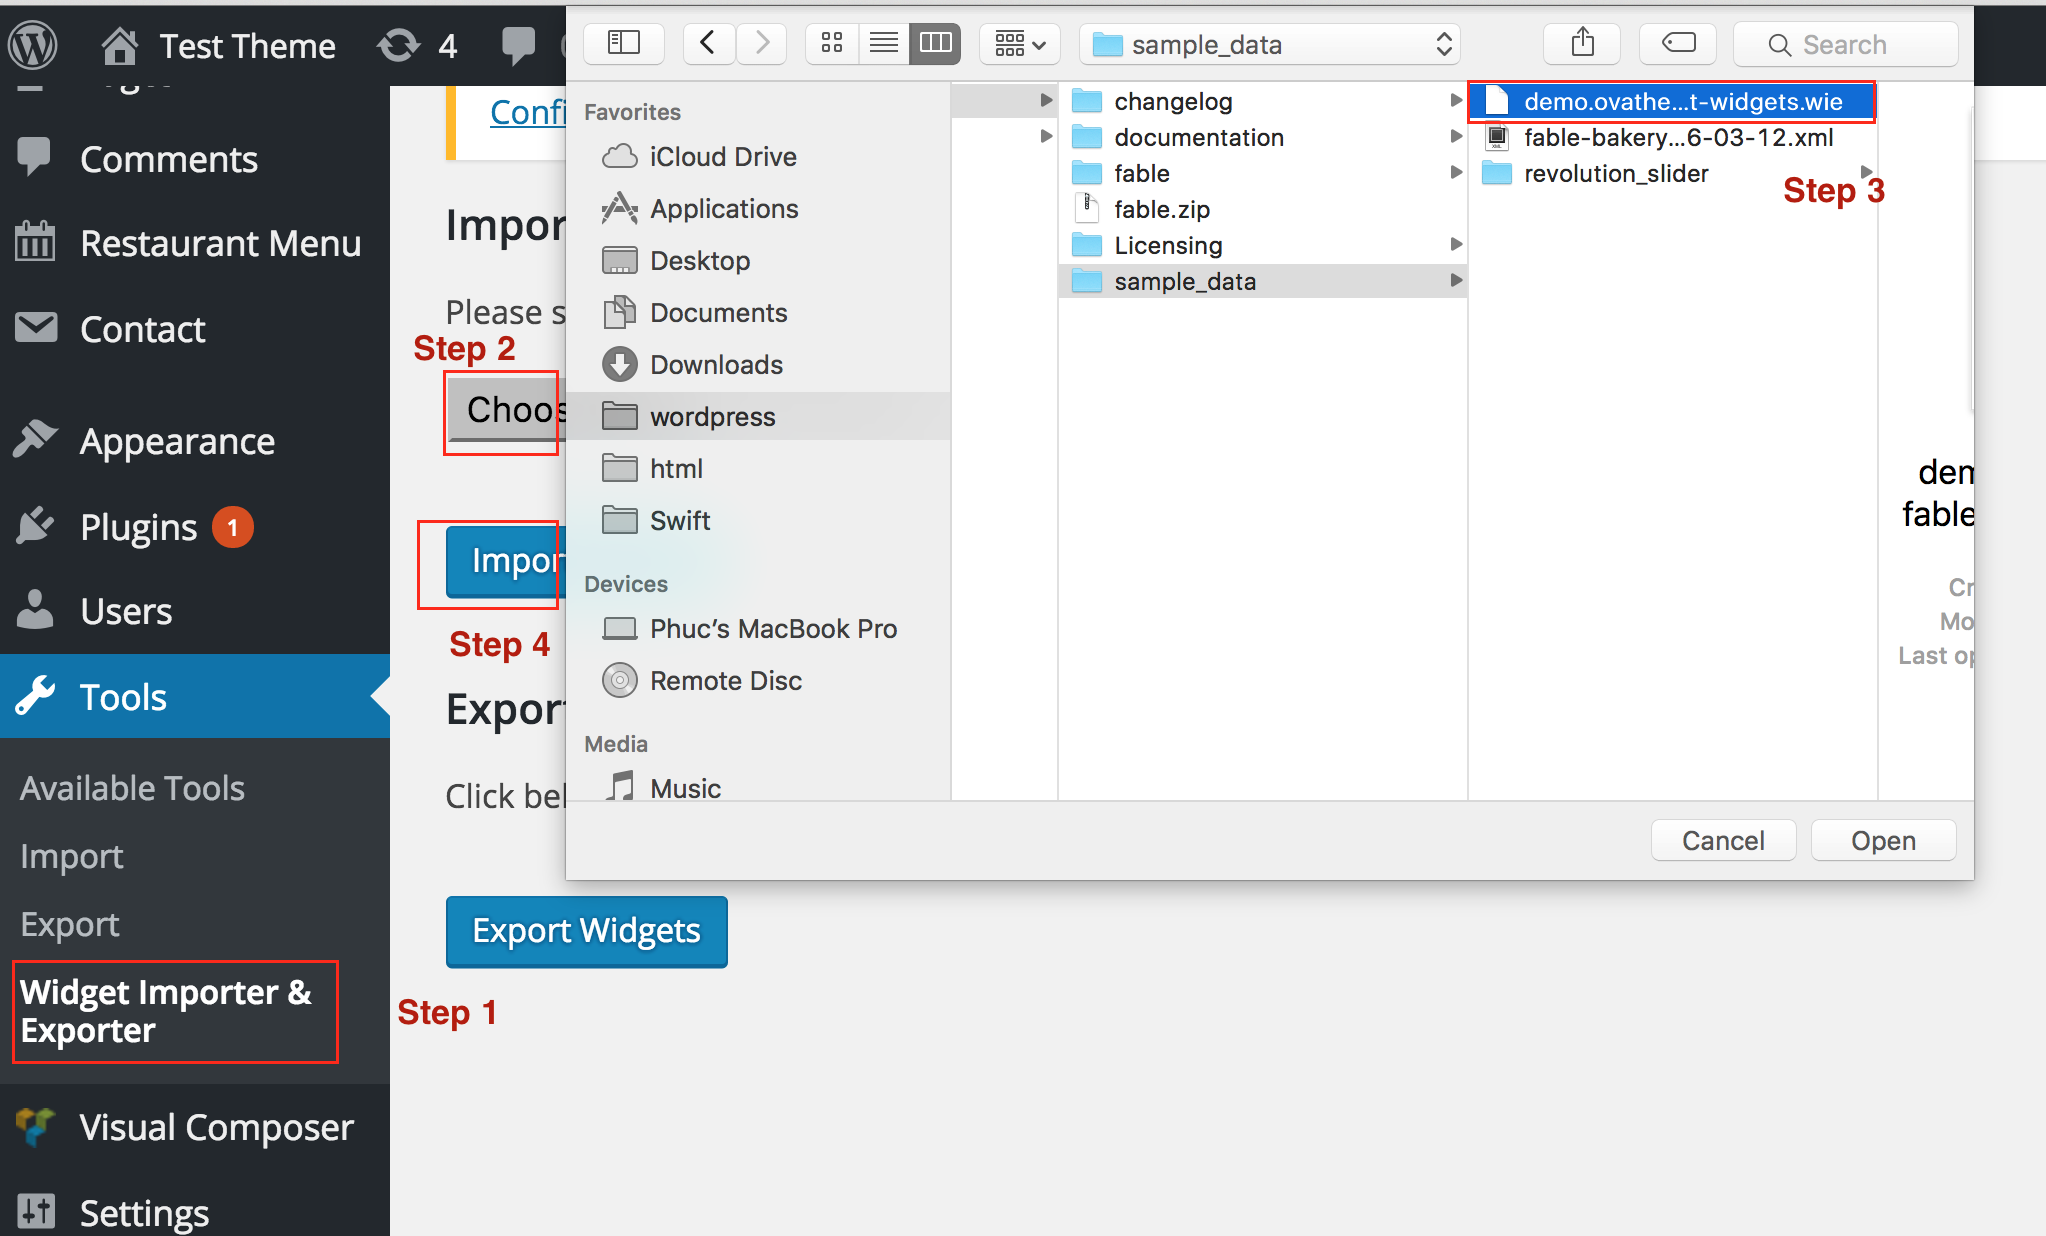 Test Theme
4
Comments
Restaurant Menu
Contact
Appearance
Plugins 1
Users
Tools
Available Tools
Import
Export
Widget Importer &
Exporter
Visual Composer
Settings
Confi
Impor
Please s
Step 2
Choos
Impor
Step 4
Export
Click bel
Export Widgets
Step 1
sample_data
Search
Favorites
iCloud Drive
Applications
Desktop
Documents
Downloads
wordpress
html
Swift
Devices
Phuc’s MacBook Pro
Remote Disc
Media
Music
changelog
documentation
fable
fable.zip
Licensing
sample_data
demo.ovathe...t-widgets.wie
fable-bakery...6-03-12.xml
revolution_slider
Step 3
dem
fable
Cr
Mo
Last op
Cancel
Open